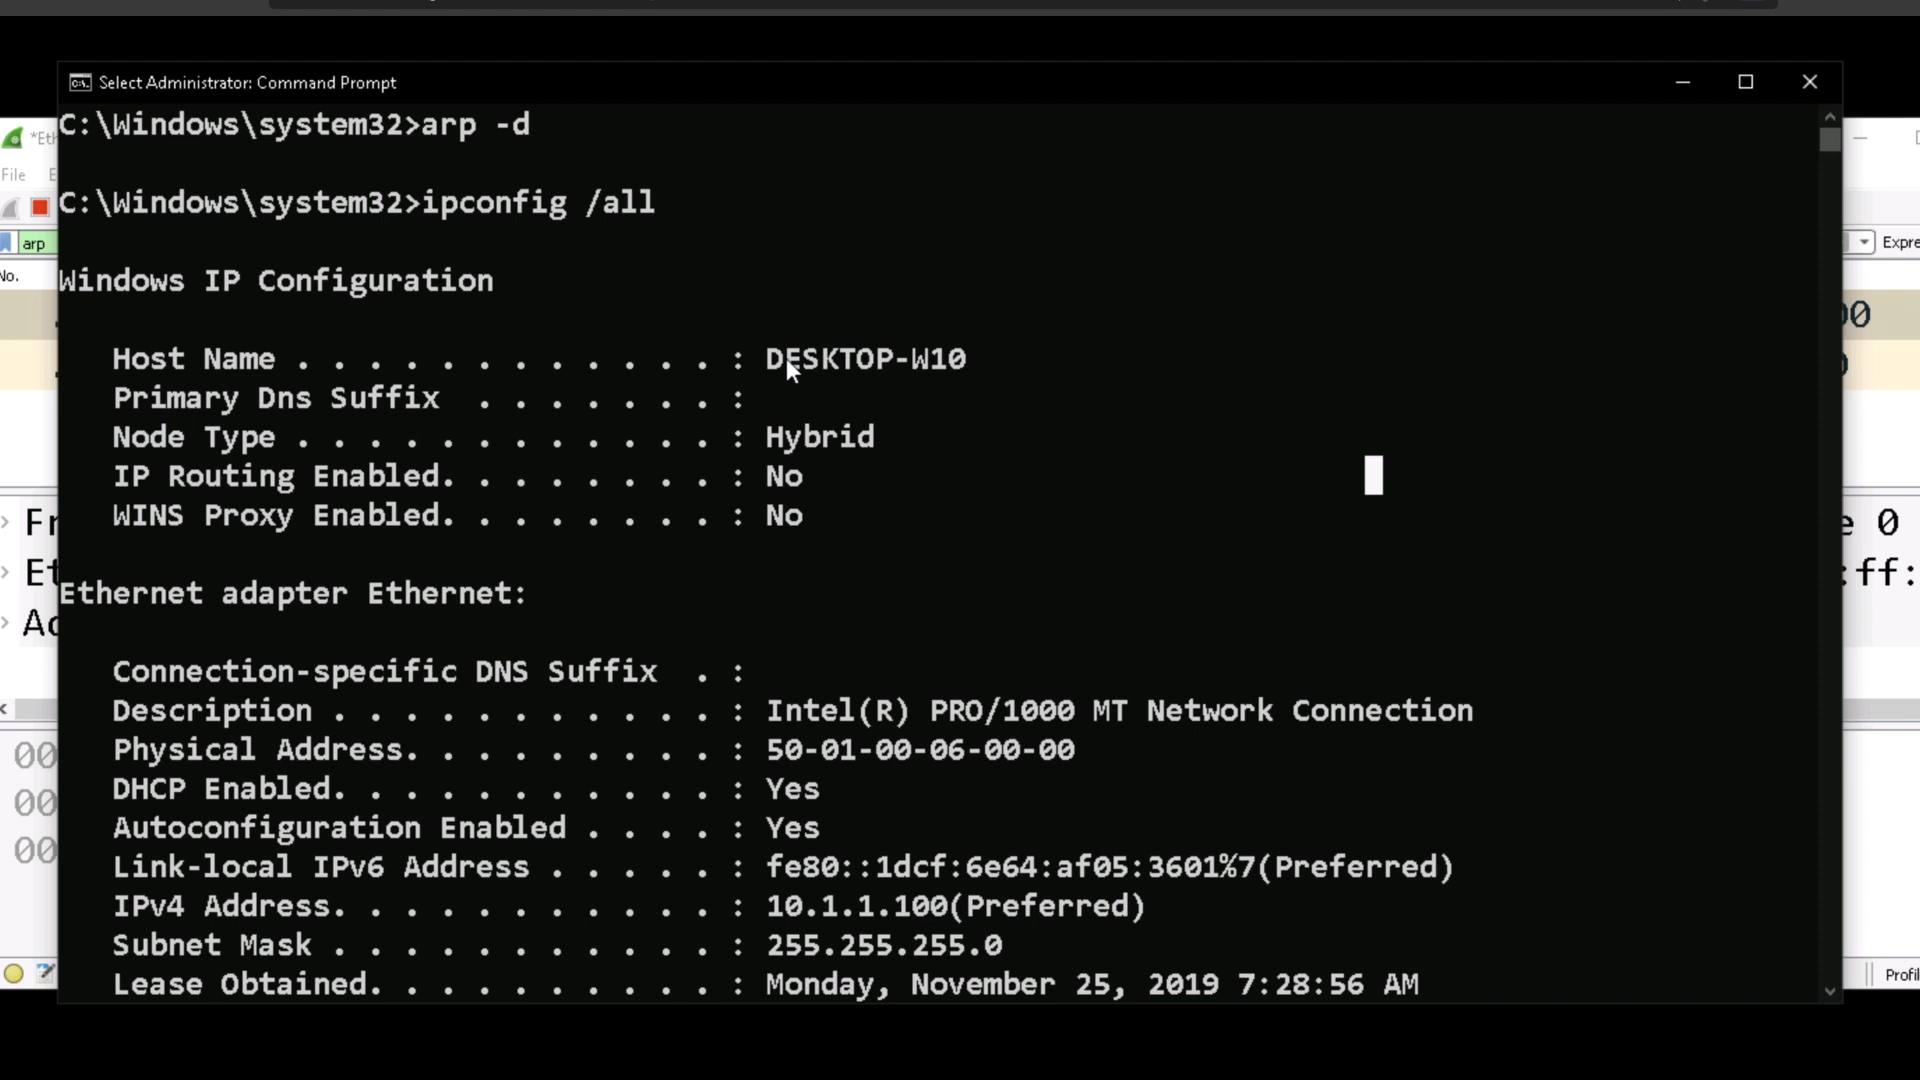 Select Administrator: Command Prompt
C:\Windows\system32>arp -d
C:\Windows\system32>ipconfig /all
Windows IP Configuration
Host Name . . . . . . . . . . . . : DESKTOP-W10
Primary Dns Suffix  . . . . . . . :
Node Type . . . . . . . . . . . . : Hybrid
IP Routing Enabled. . . . . . . . : No
WINS Proxy Enabled. . . . . . . . : No
Ethernet adapter Ethernet:
Connection-specific DNS Suffix  . :
Description . . . . . . . . . . . : Intel(R) PRO/1000 MT Network Connection
Physical Address. . . . . . . . . : 50-01-00-06-00-00
DHCP Enabled. . . . . . . . . . . : Yes
Autoconfiguration Enabled . . . . : Yes
Link-local IPv6 Address . . . . . : fe80::1dcf:6e64:af05:3601%7(Preferred)
IPv4 Address. . . . . . . . . . . : 10.1.1.100(Preferred)
Subnet Mask . . . . . . . . . . . : 255.255.255.0
Lease Obtained. . . . . . . . . . : Monday, November 25, 2019 7:28:56 AM
File
arp
No.